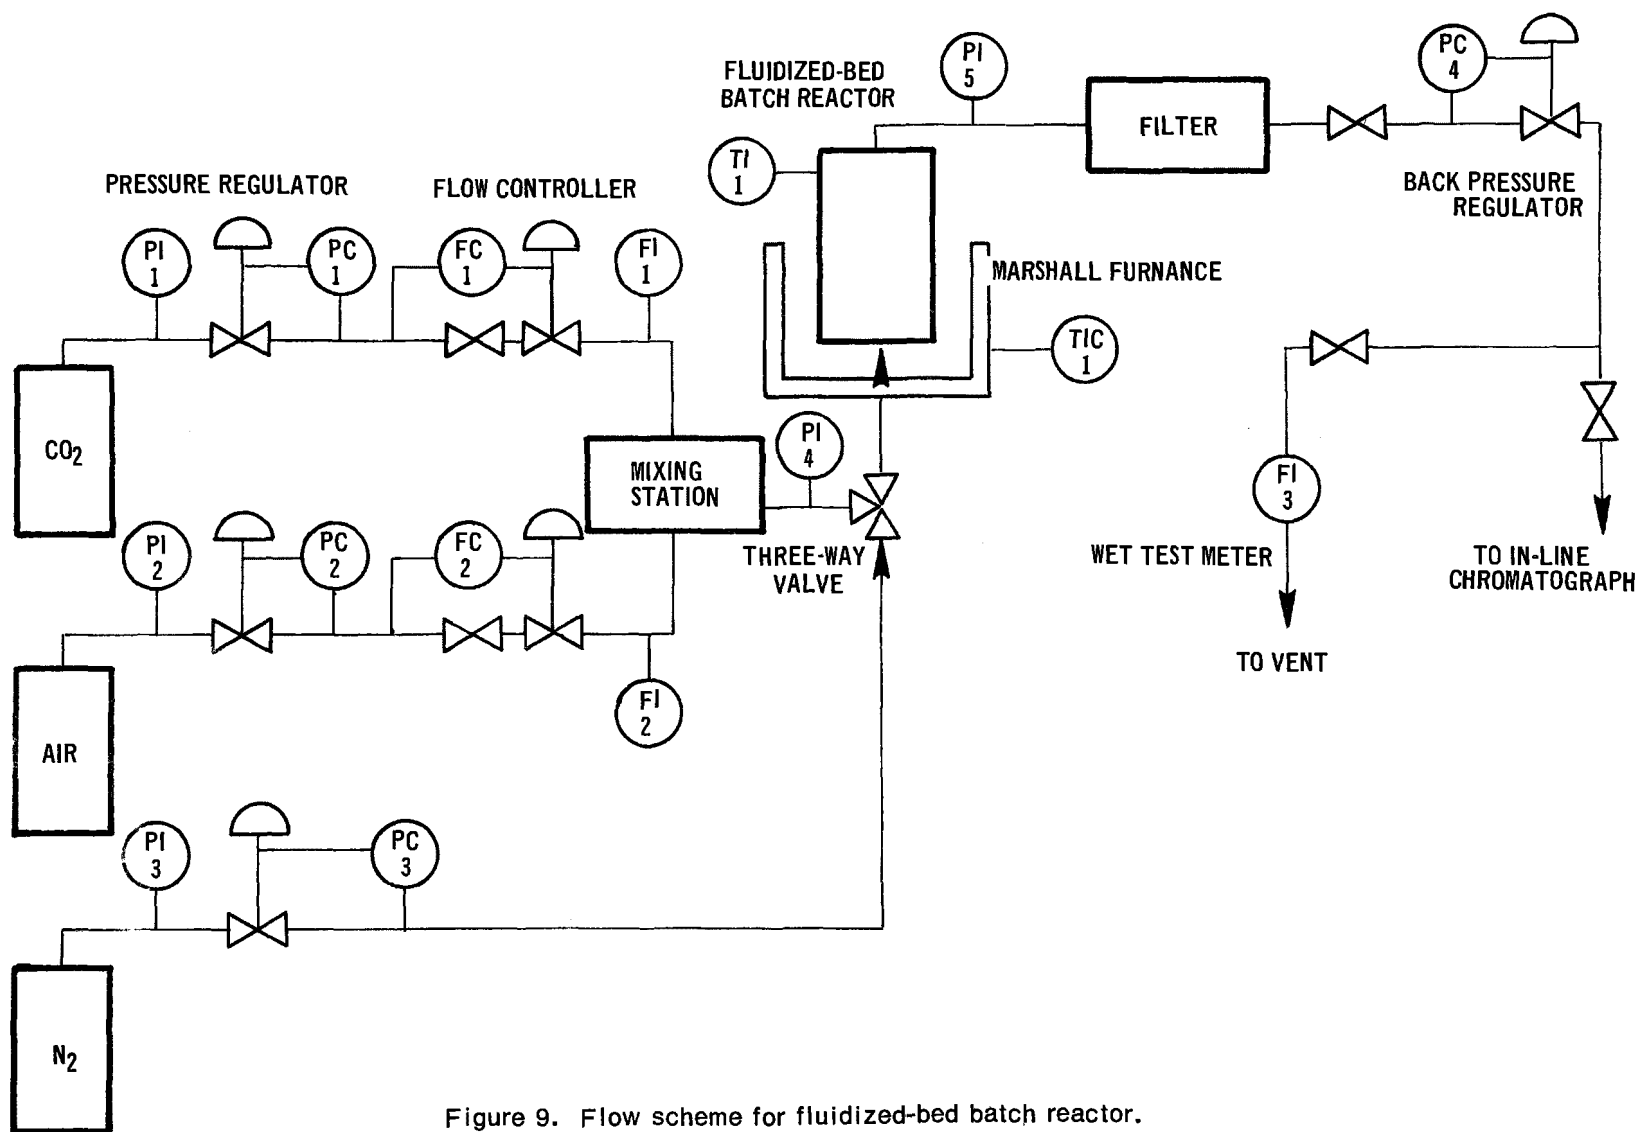 FLUIDIZED-BED
BATCH REACTOR
PI
5
PC
4
FILTER
TI
1
BACK PRESSURE
REGULATOR
PRESSURE REGULATOR
FLOW CONTROLLER
PI
1
PC
1
FC
1
FI
1
MARSHALL FURNANCE
TIC
1
CO2
MIXING
STATION
PI
4
FI
3
PI
2
PC
2
FC
2
THREE-WAY
VALVE
WET TEST METER
TO IN-LINE
CHROMATOGRAPH
TO VENT
FI
2
AIR
PI
3
PC
3
N2
Figure 9. Flow scheme for fluidized-bed batch reactor.